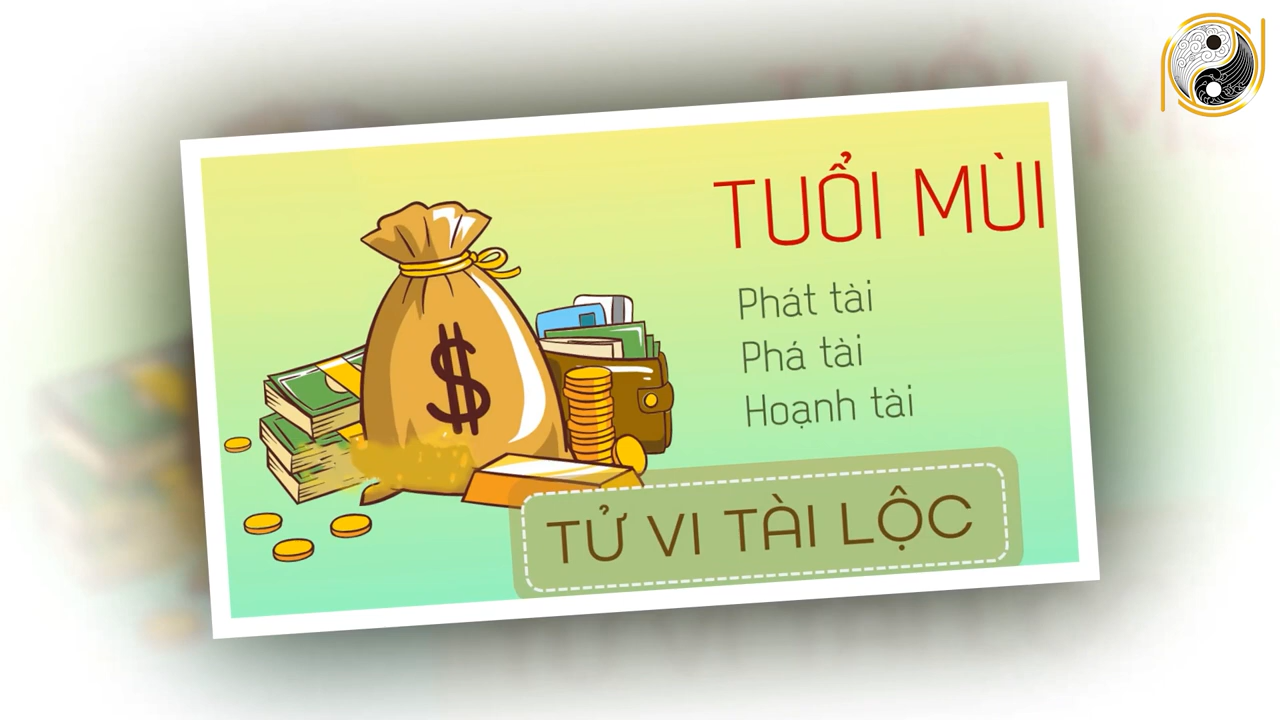 TUỔI MÙI
Phát tài
Phá tài
Hoạnh tài
TỬ VI TÀI LỘC